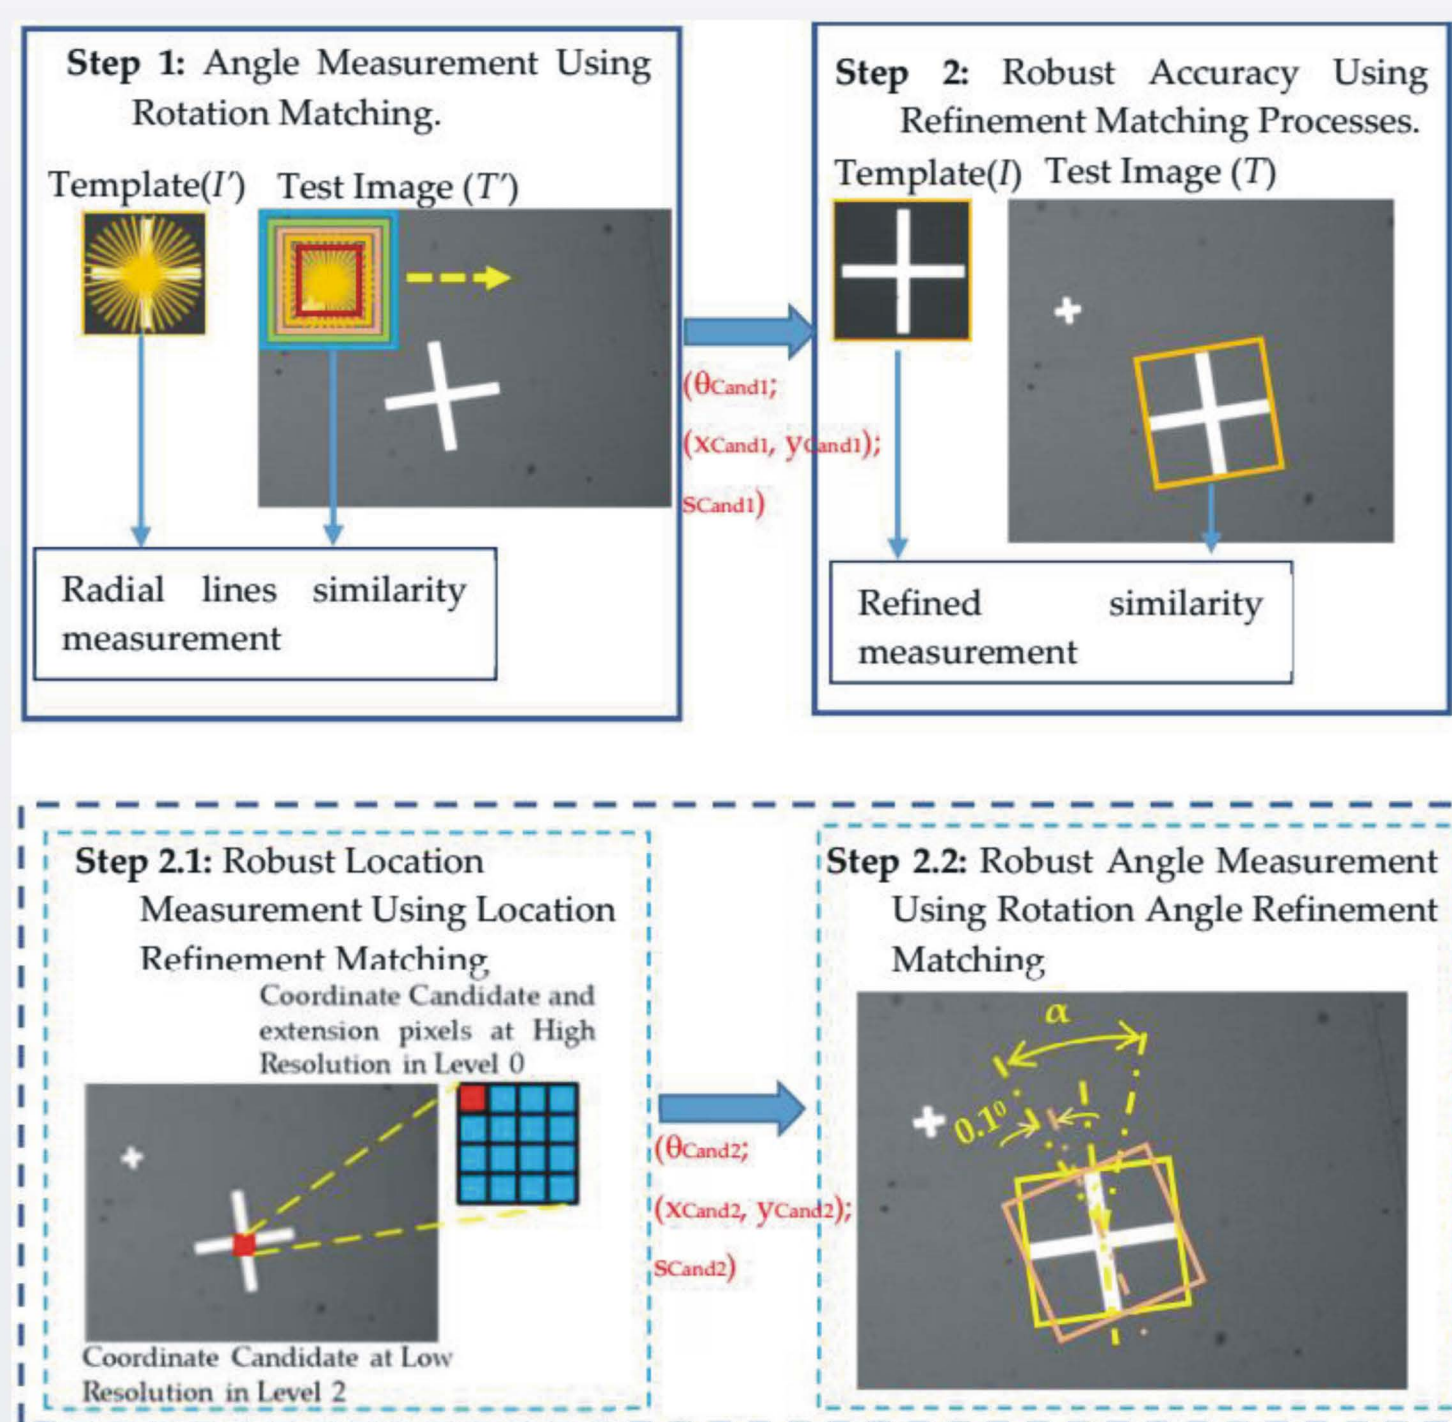 Step 1: Angle Measurement Using
Rotation Matching.
Template(I′) Test Image (T′)
Radial lines similarity
measurement
(θCand1;
(xCand1, yCand1);
sCand1)
Step 2: Robust Accuracy Using
Refinement Matching Processes.
Template(I) Test Image (T)
Refined similarity
measurement
Step 2.1: Robust Location
Measurement Using Location
Refinement Matching
Coordinate Candidate and
extension pixels at High
Resolution in Level 0
Coordinate Candidate at Low
Resolution in Level 2
(θCand2;
(xCand2, yCand2);
sCand2)
Step 2.2: Robust Angle Measurement
Using Rotation Angle Refinement
Matching
α
0.1⁰